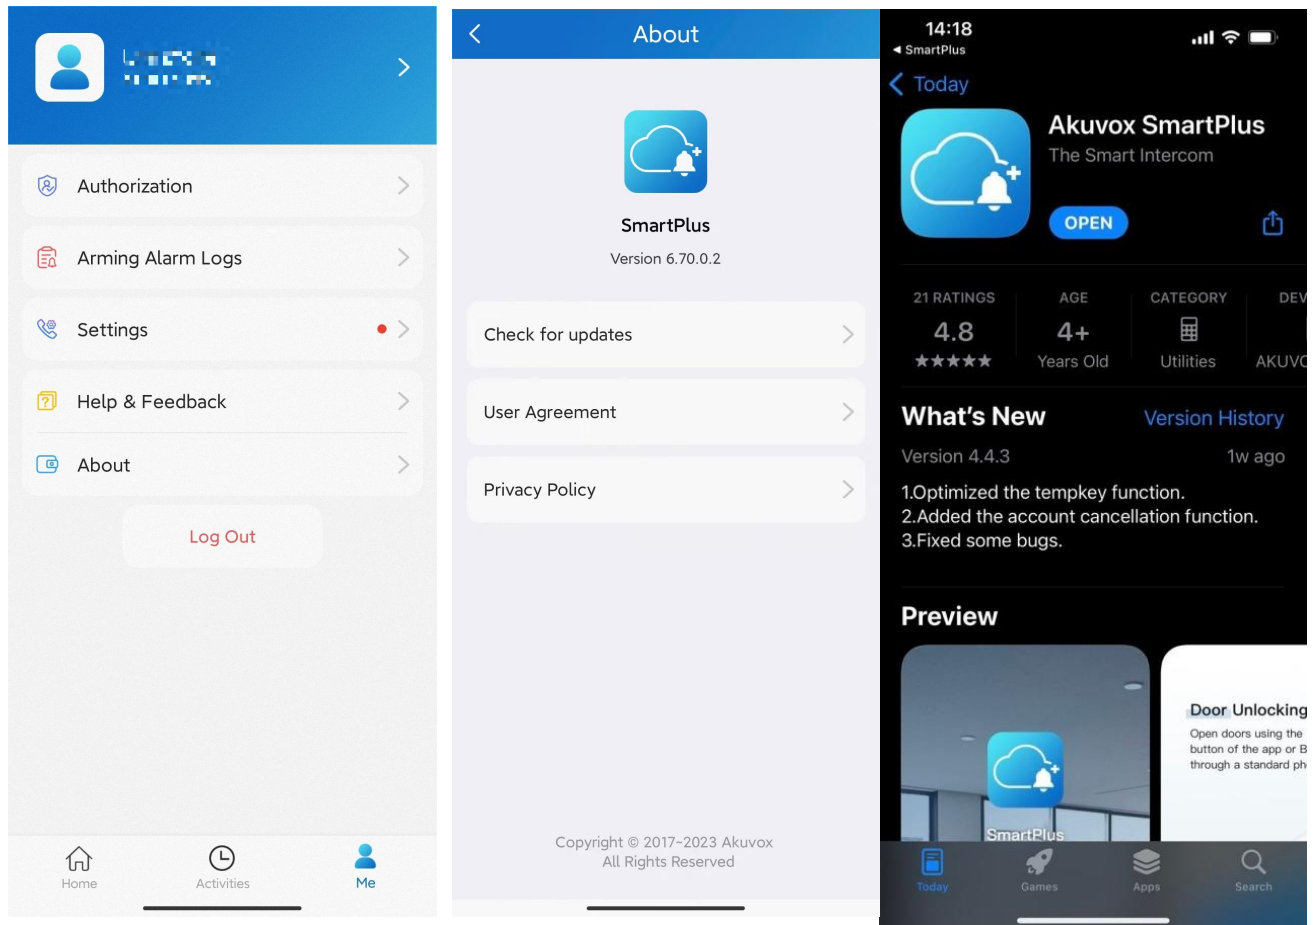 Authorization
Arming Alarm Logs
Settings
Help & Feedback
About
Log Out
Home
Activities
Me
About
SmartPlus
Version 6.70.0.2
Check for updates
User Agreement
Privacy Policy
Copyright © 2017~2023 Akuvox
All Rights Reserved
14:18
◀ SmartPlus
Today
Akuvox SmartPlus
The Smart Intercom
OPEN
21 RATINGS
4.8
★★★★★
AGE
4+
Years Old
CATEGORY
Utilities
DEV
AKUVO
What's New
Version History
Version 4.4.3
1w ago
1.Optimized the tempkey function.
2.Added the account cancellation function.
3.Fixed some bugs.
Preview
SmartPlus
Door Unlocking
Open doors using the
button of the app or B
through a standard ph
Today
Games
Apps
Search